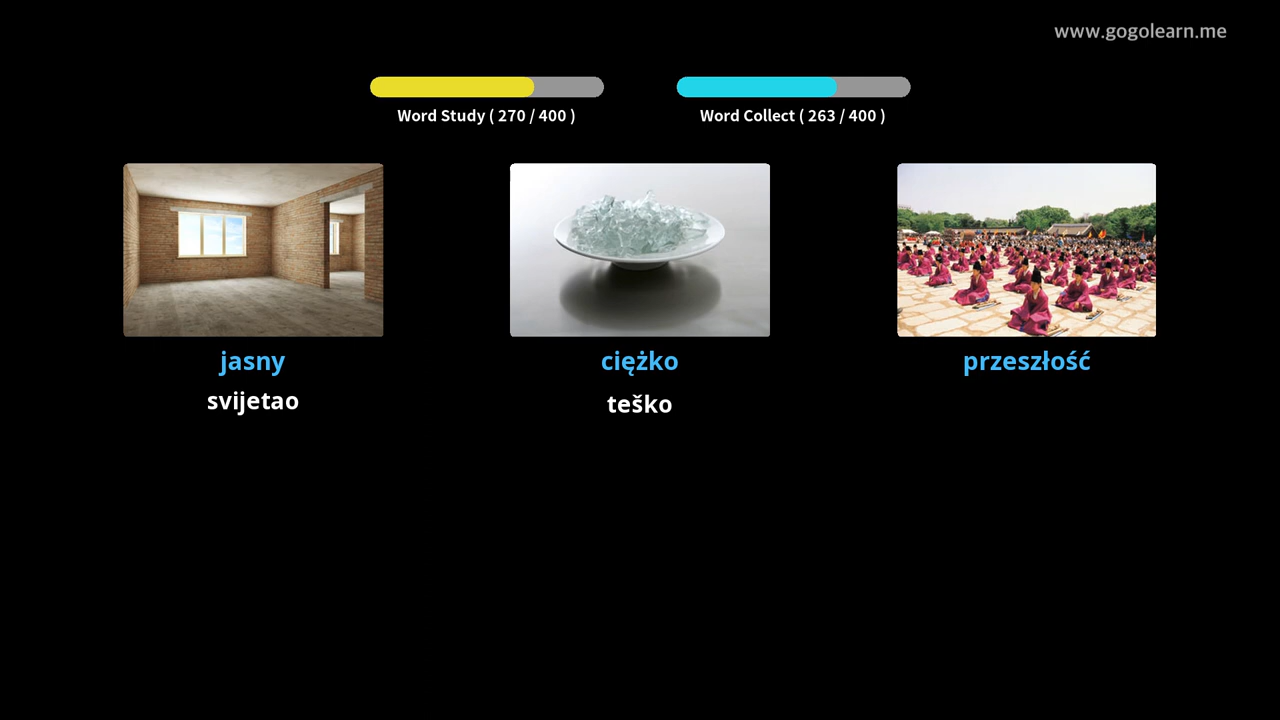 www.gogolearn.me
Word Study ( 270 / 400 )
Word Collect ( 263 / 400 )
jasny
ciężko
przeszłość
svijetao
teško